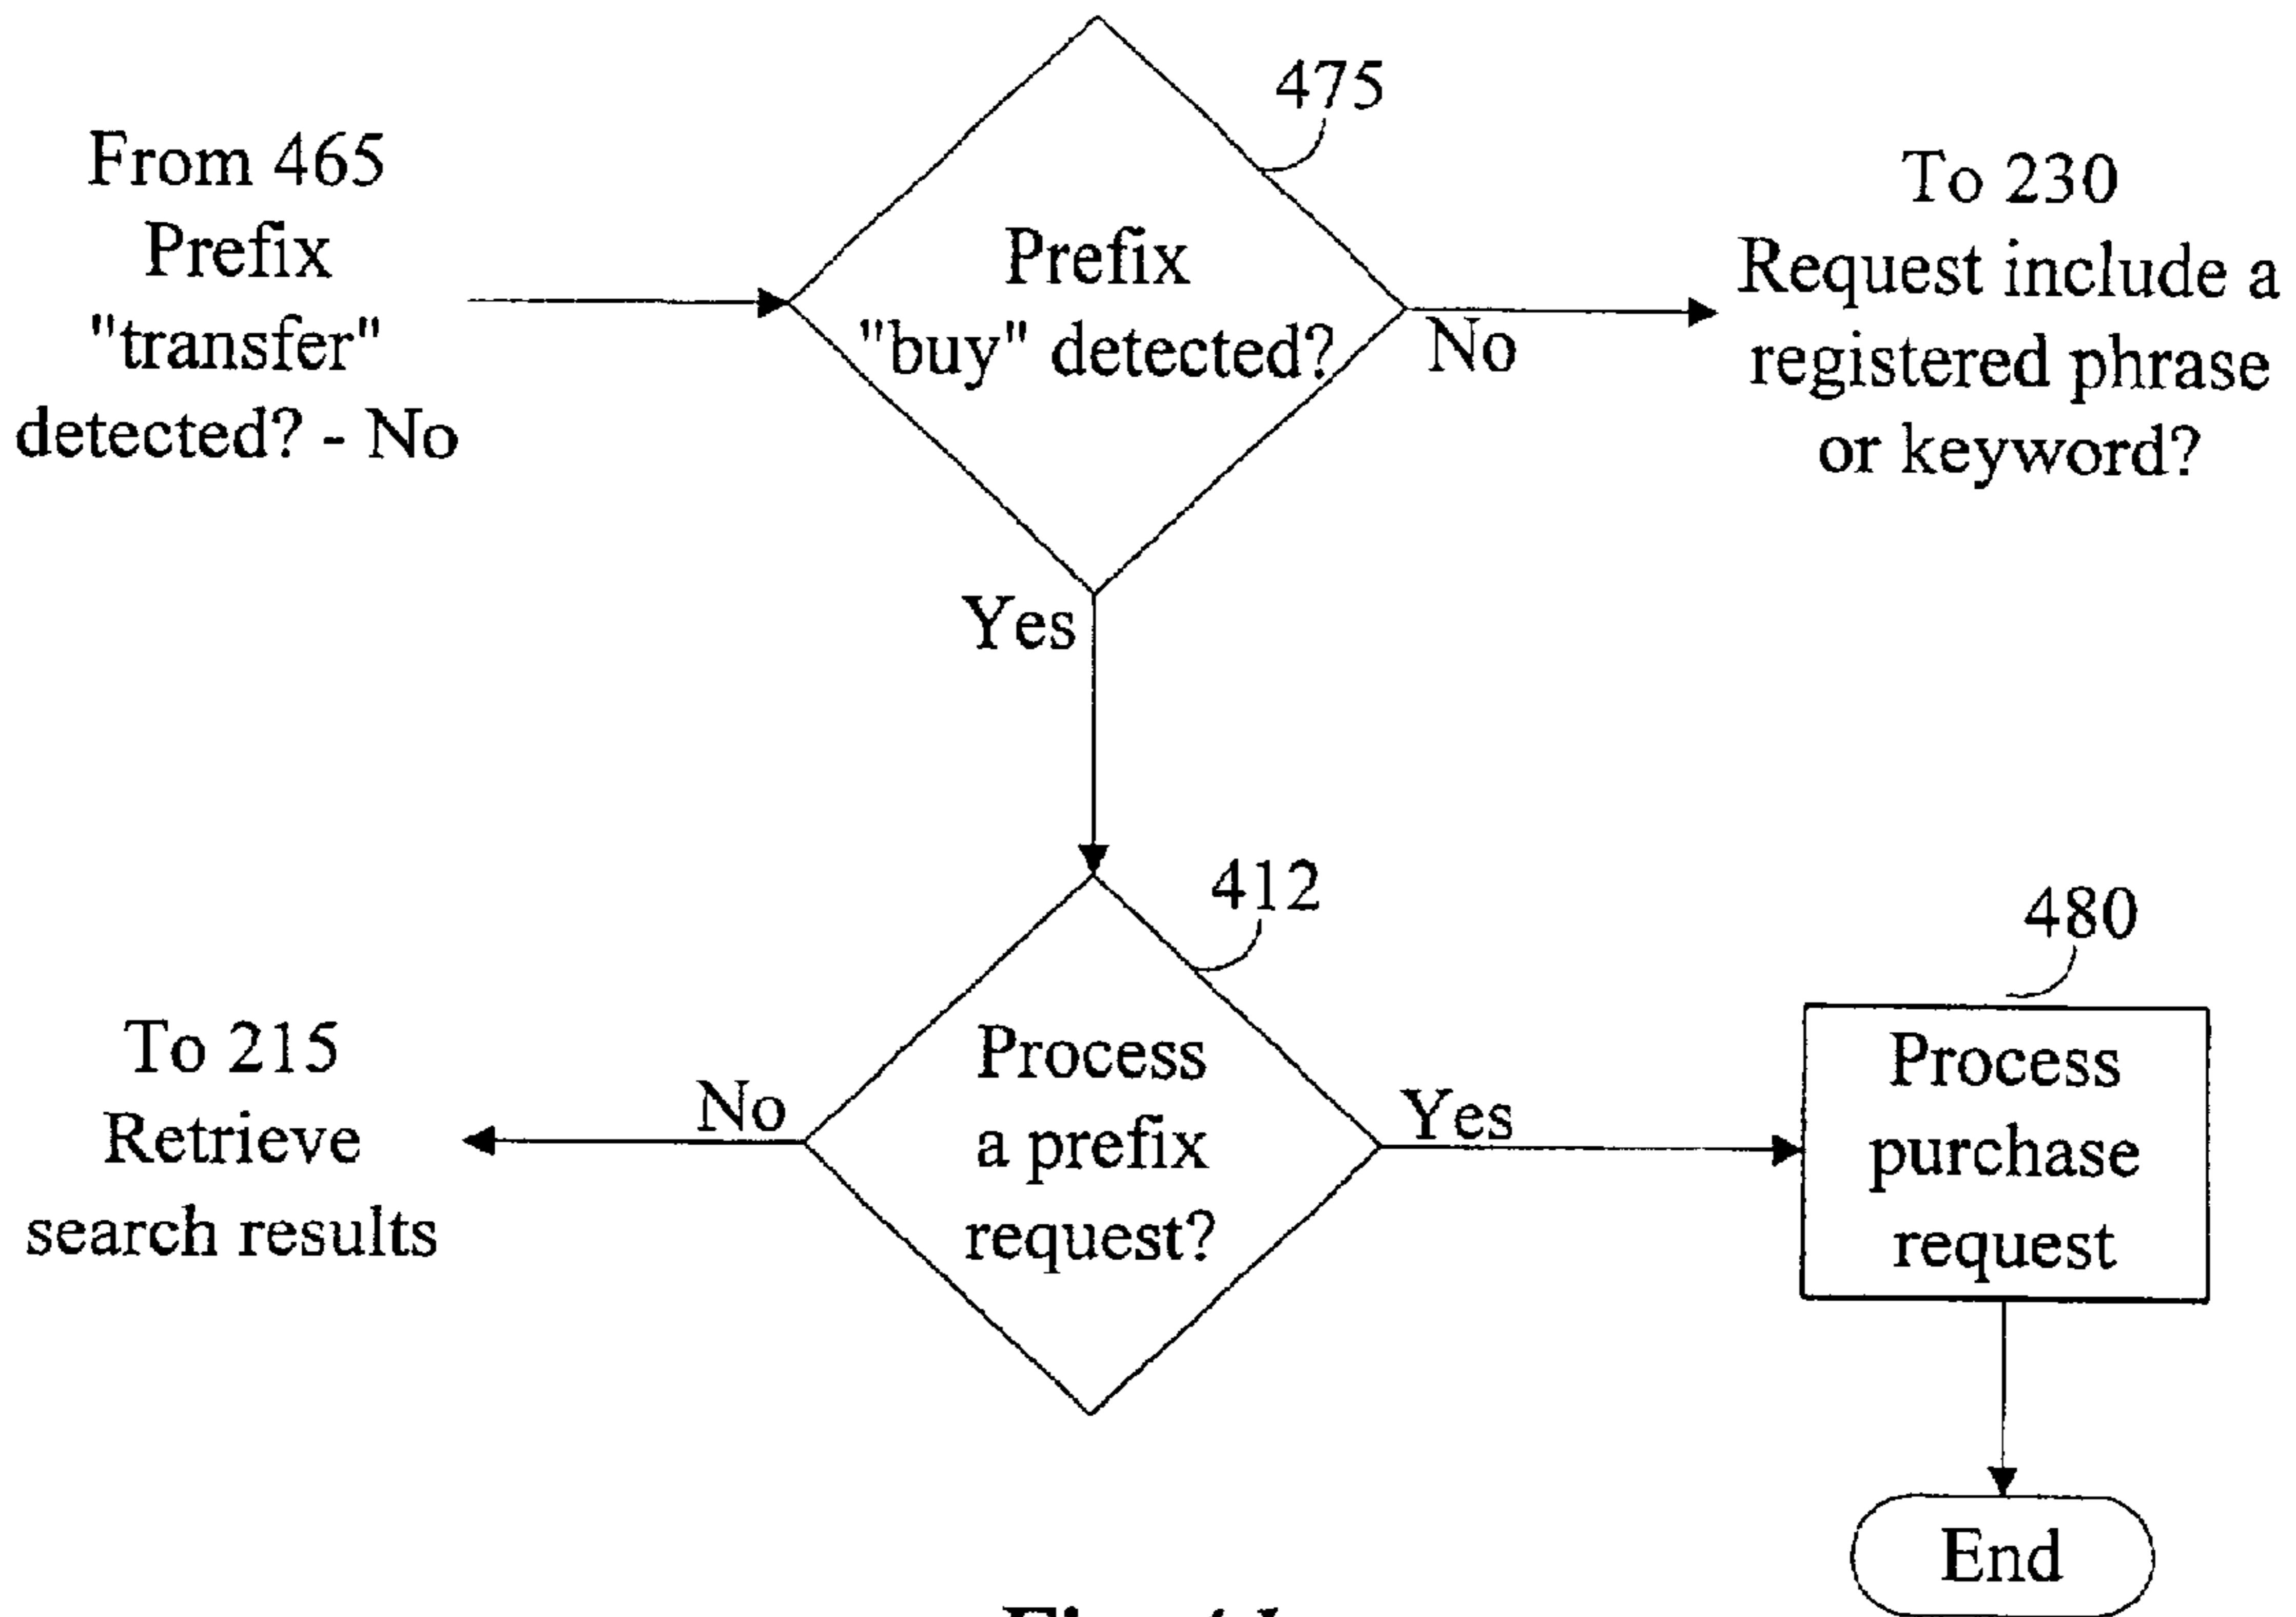 475
From 465
Prefix
"transfer"
detected? - No
Prefix
"buy" detected?
No
To 230
Request include a
registered phrase
or keyword?
Yes
412
480
To 215
Retrieve
search results
No
Process
a prefix
request?
Yes
Process
purchase
request
End